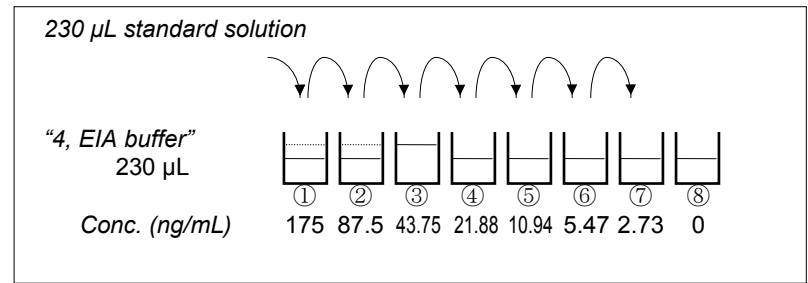 230 µL standard solution
“4, EIA buffer”
230 µL
① ② ③ ④ ⑤ ⑥ ⑦ ⑧
Conc. (ng/mL) 175 87.5 43.75 21.88 10.94 5.47 2.73 0